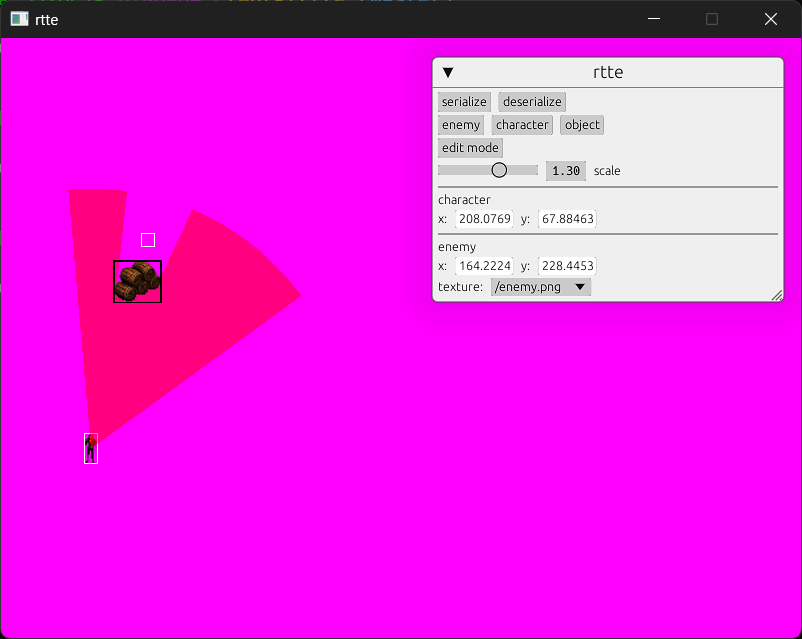 rtte
rtte
serialize deserialize
enemy character object
edit mode
1.30 scale
character
x: 208.0769 y: 67.88463
enemy
x: 164.2224 y: 228.4453
texture: /enemy.png